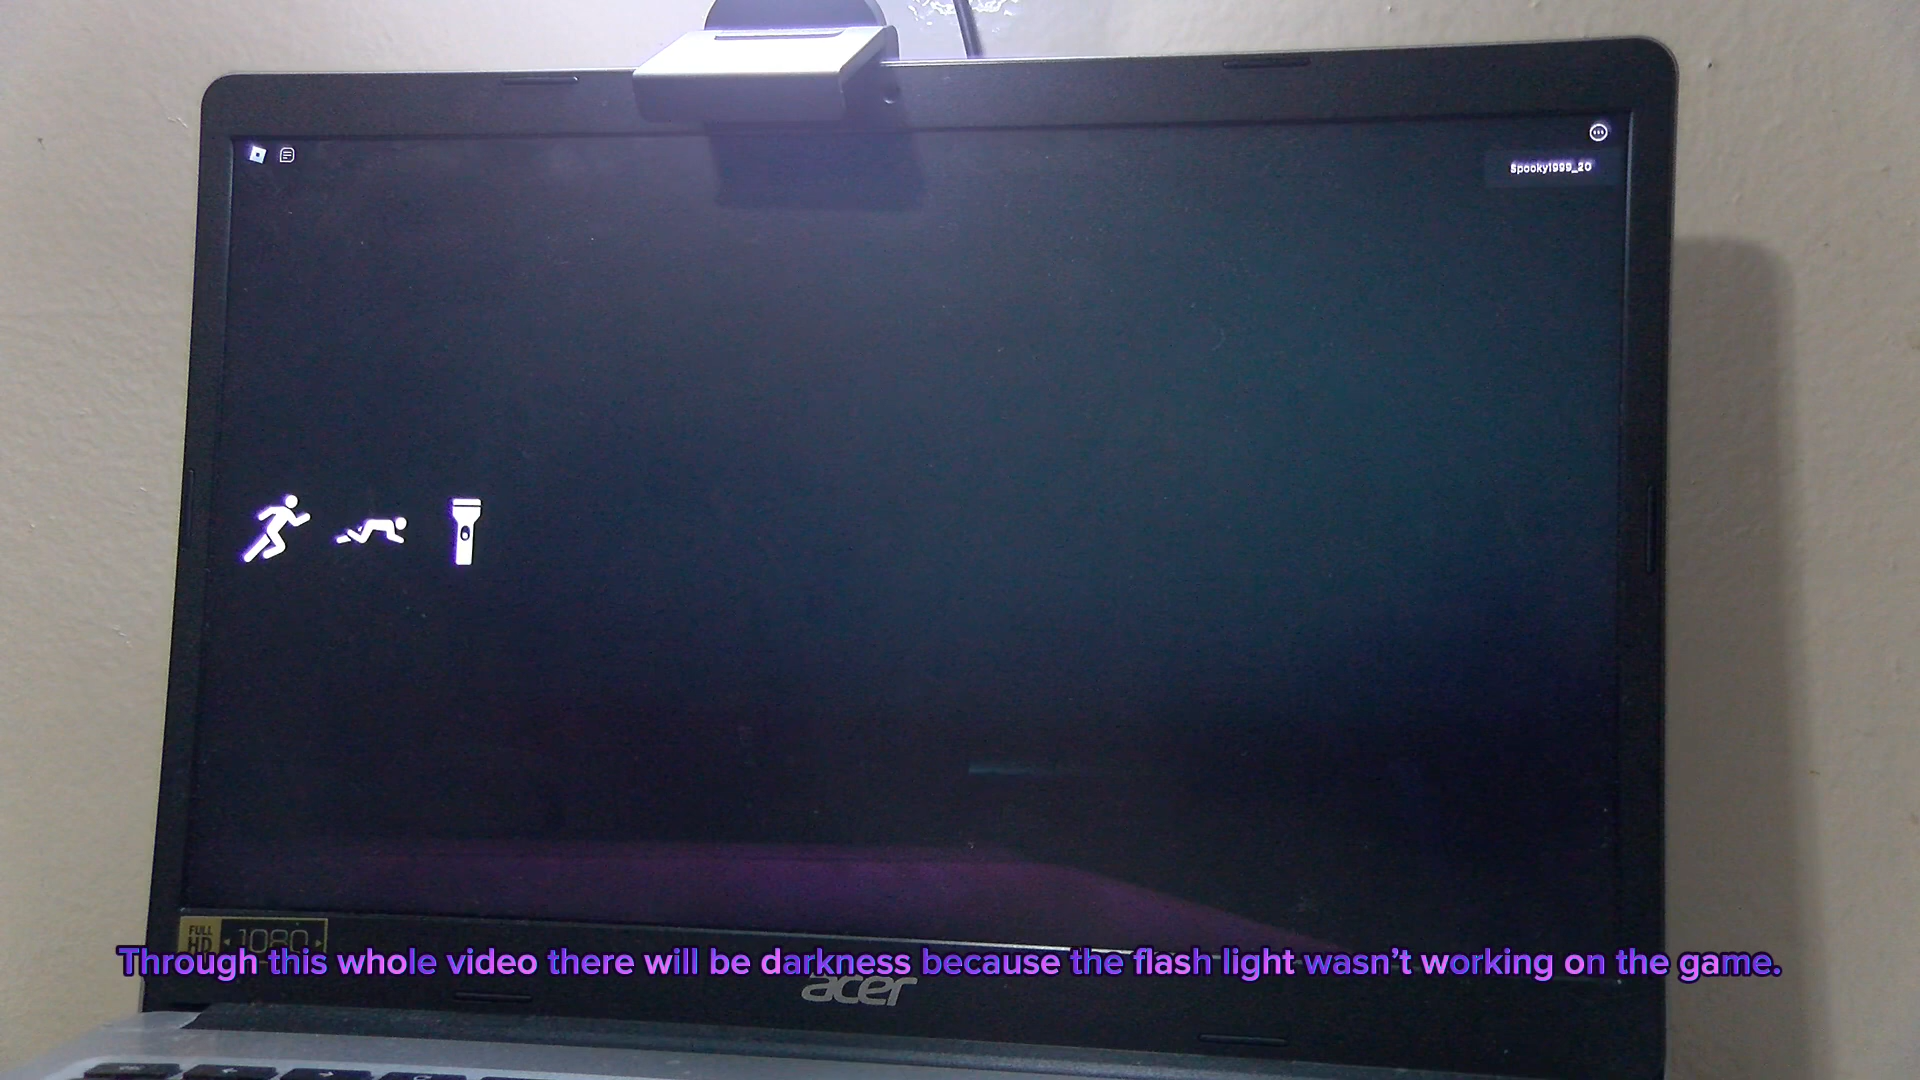 Spooky1999_20
FULL
HD
1080
Through this whole video there will be darkness because the flash light wasn't working on the game.
acer